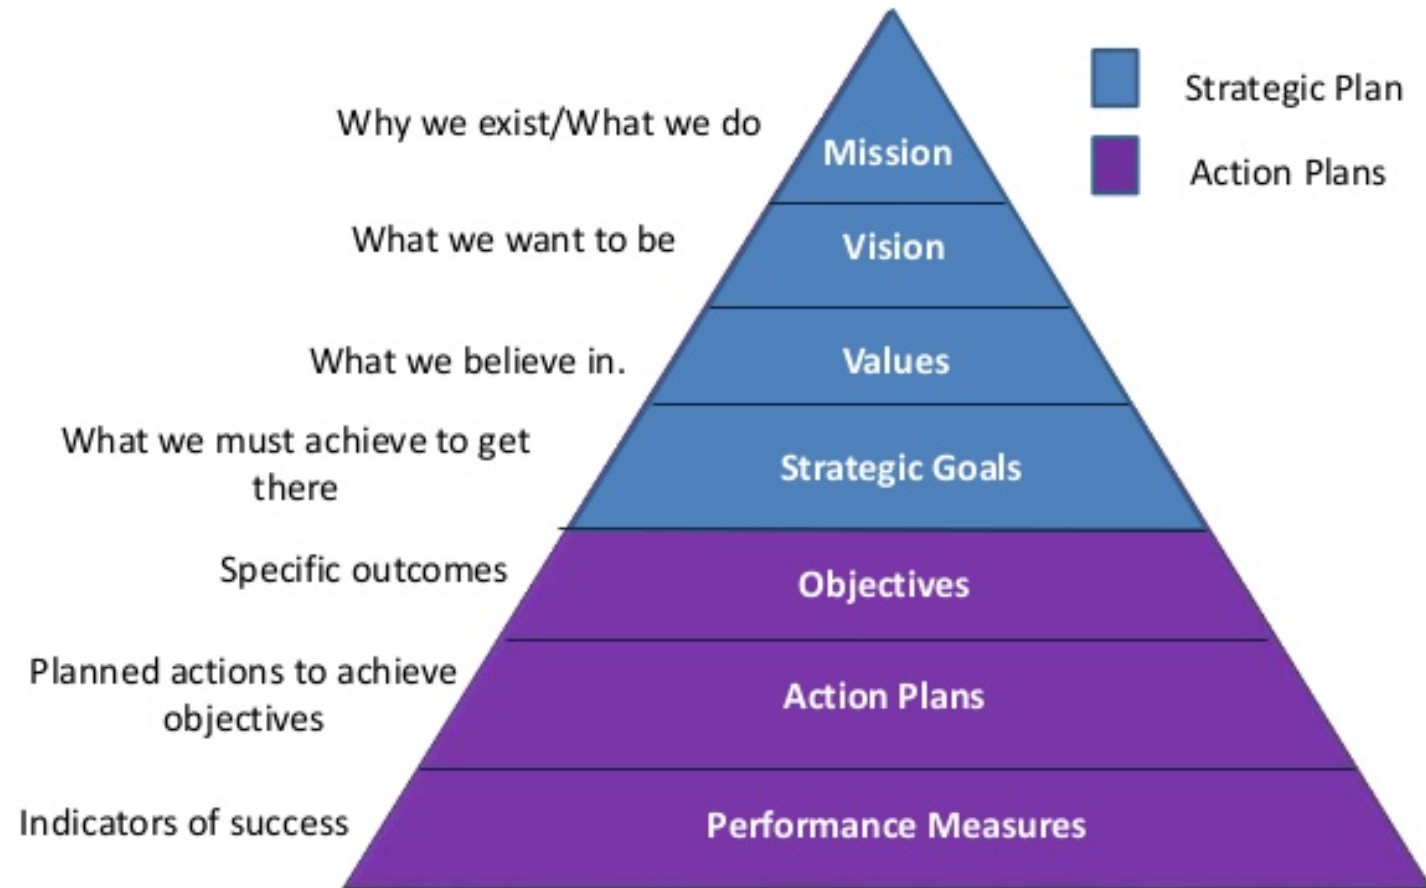 Why we exist/What we do
Mission
Strategic Plan
Action Plans
What we want to be
Vision
What we believe in.
Values
What we must achieve to get
there
Strategic Goals
Specific outcomes
Objectives
Planned actions to achieve
objectives
Action Plans
Indicators of success
Performance Measures